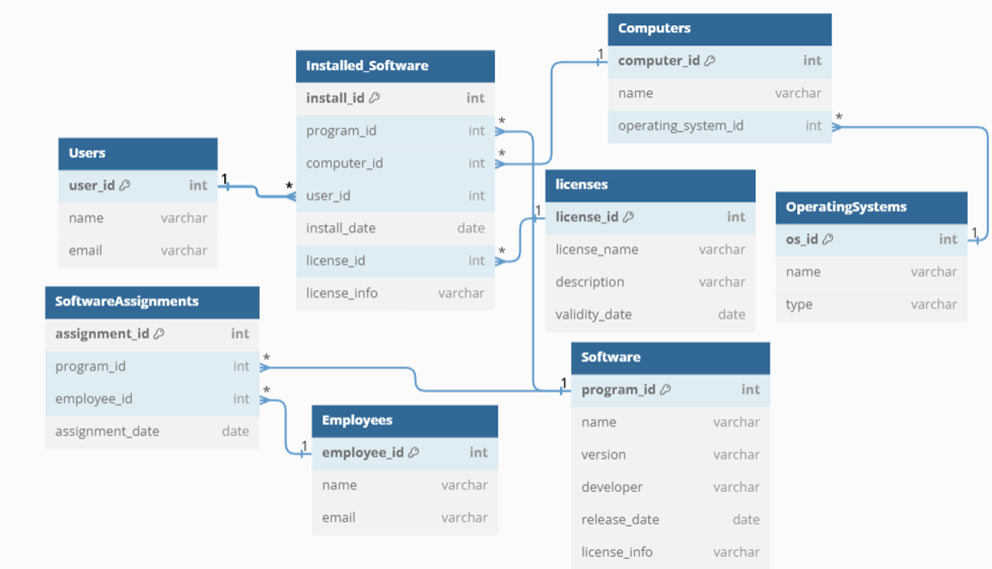 Computers
computer_id int
name varchar
operating_system_id int
Installed_Software
install_id int
program_id int
computer_id int
user_id int
install_date date
license_id int
license_info varchar
Users
user_id int
name varchar
email varchar
licenses
license_id int
license_name varchar
description varchar
validity_date date
OperatingSystems
os_id int
name varchar
type varchar
SoftwareAssignments
assignment_id int
program_id int
employee_id int
assignment_date date
Software
program_id int
name varchar
version varchar
developer varchar
release_date date
license_info varchar
Employees
employee_id int
name varchar
email varchar
1
*
*
*
1
*
1
*
1
*
1
*
*
1